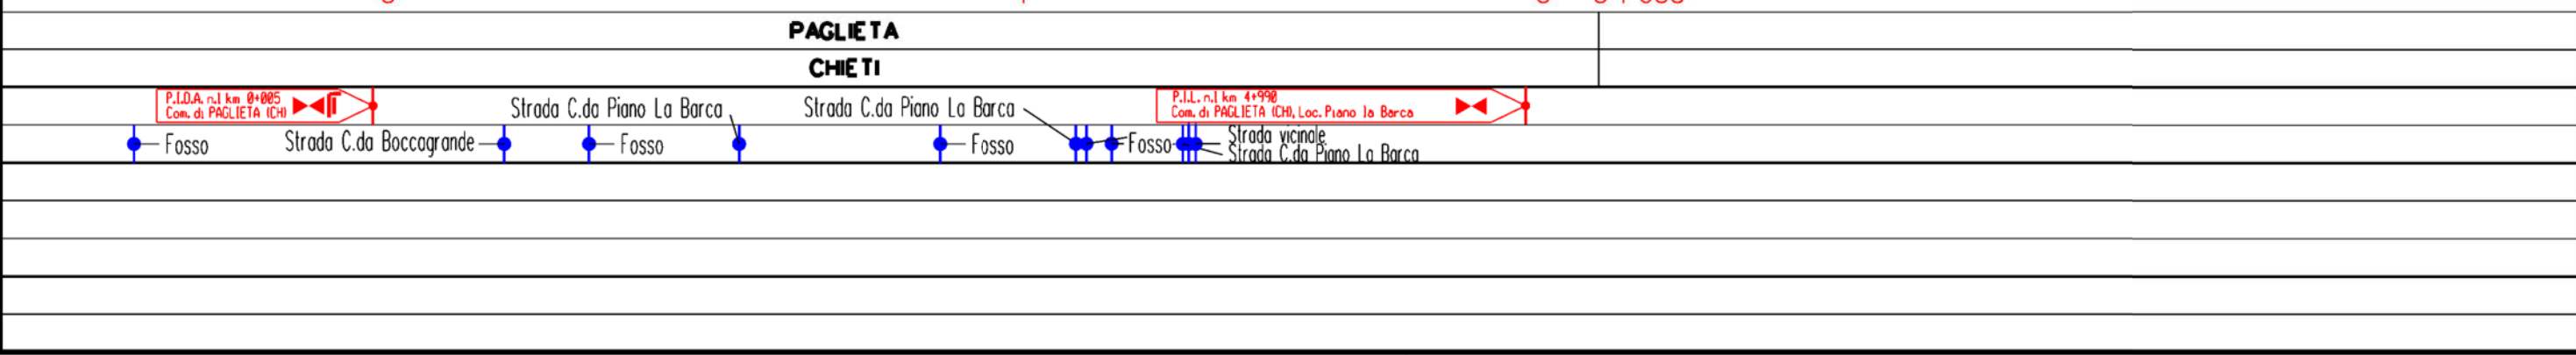 PAGLIETA
CHIETI
P.I.D.A. n.1 km 0+005
Com. di PAGLIETA (CH)
Strada C.da Piano La Barca
Strada C.da Piano La Barca
P.I.L. n.1 km 4+990
Com. di PAGLIETA (CH), Loc. Piano la Barca
Fosso
Strada C.da Boccagrande
Fosso
Fosso
Fosso
Strada vicinale
Strada C.da Piano La Barca